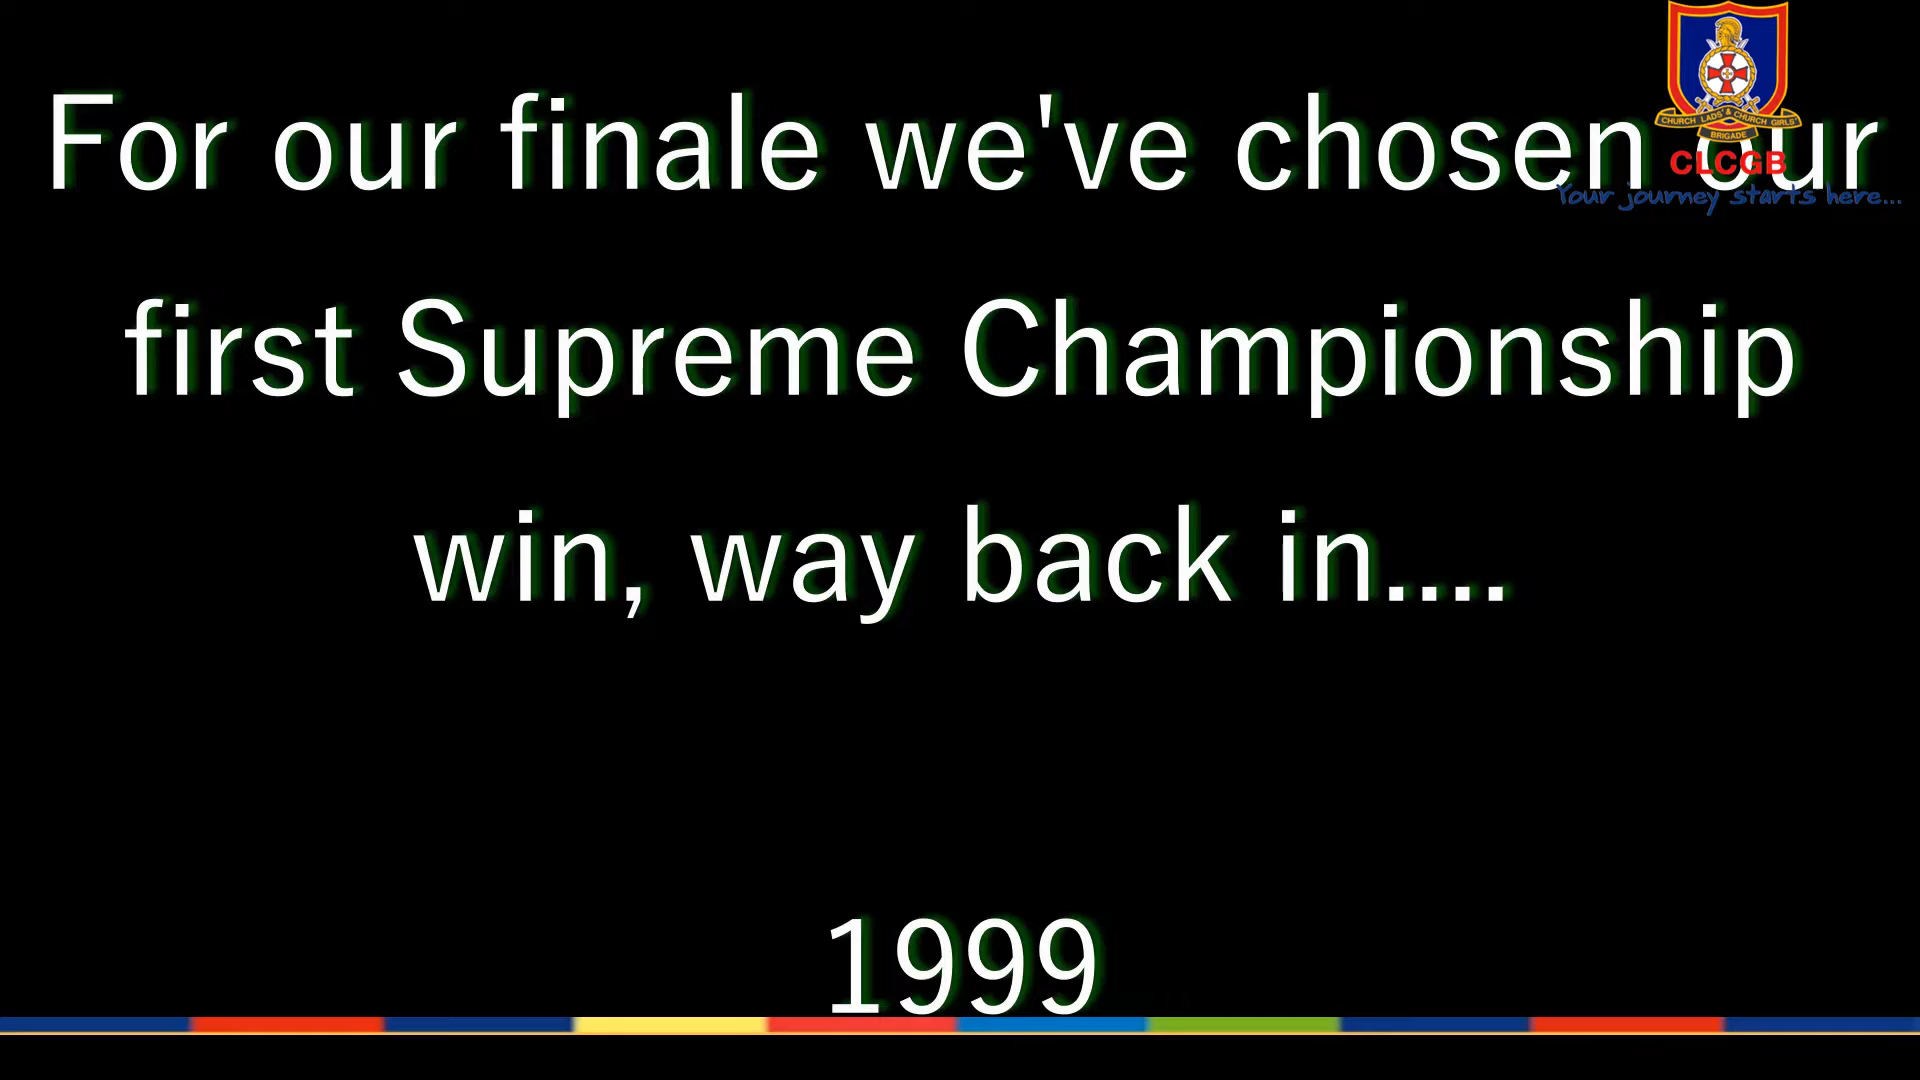 For our finale we've chosen our
first Supreme Championship
win, way back in....
1999
CHURCH LADS' & CHURCH GIRLS'
BRIGADE
CLCGB
Your journey starts here...